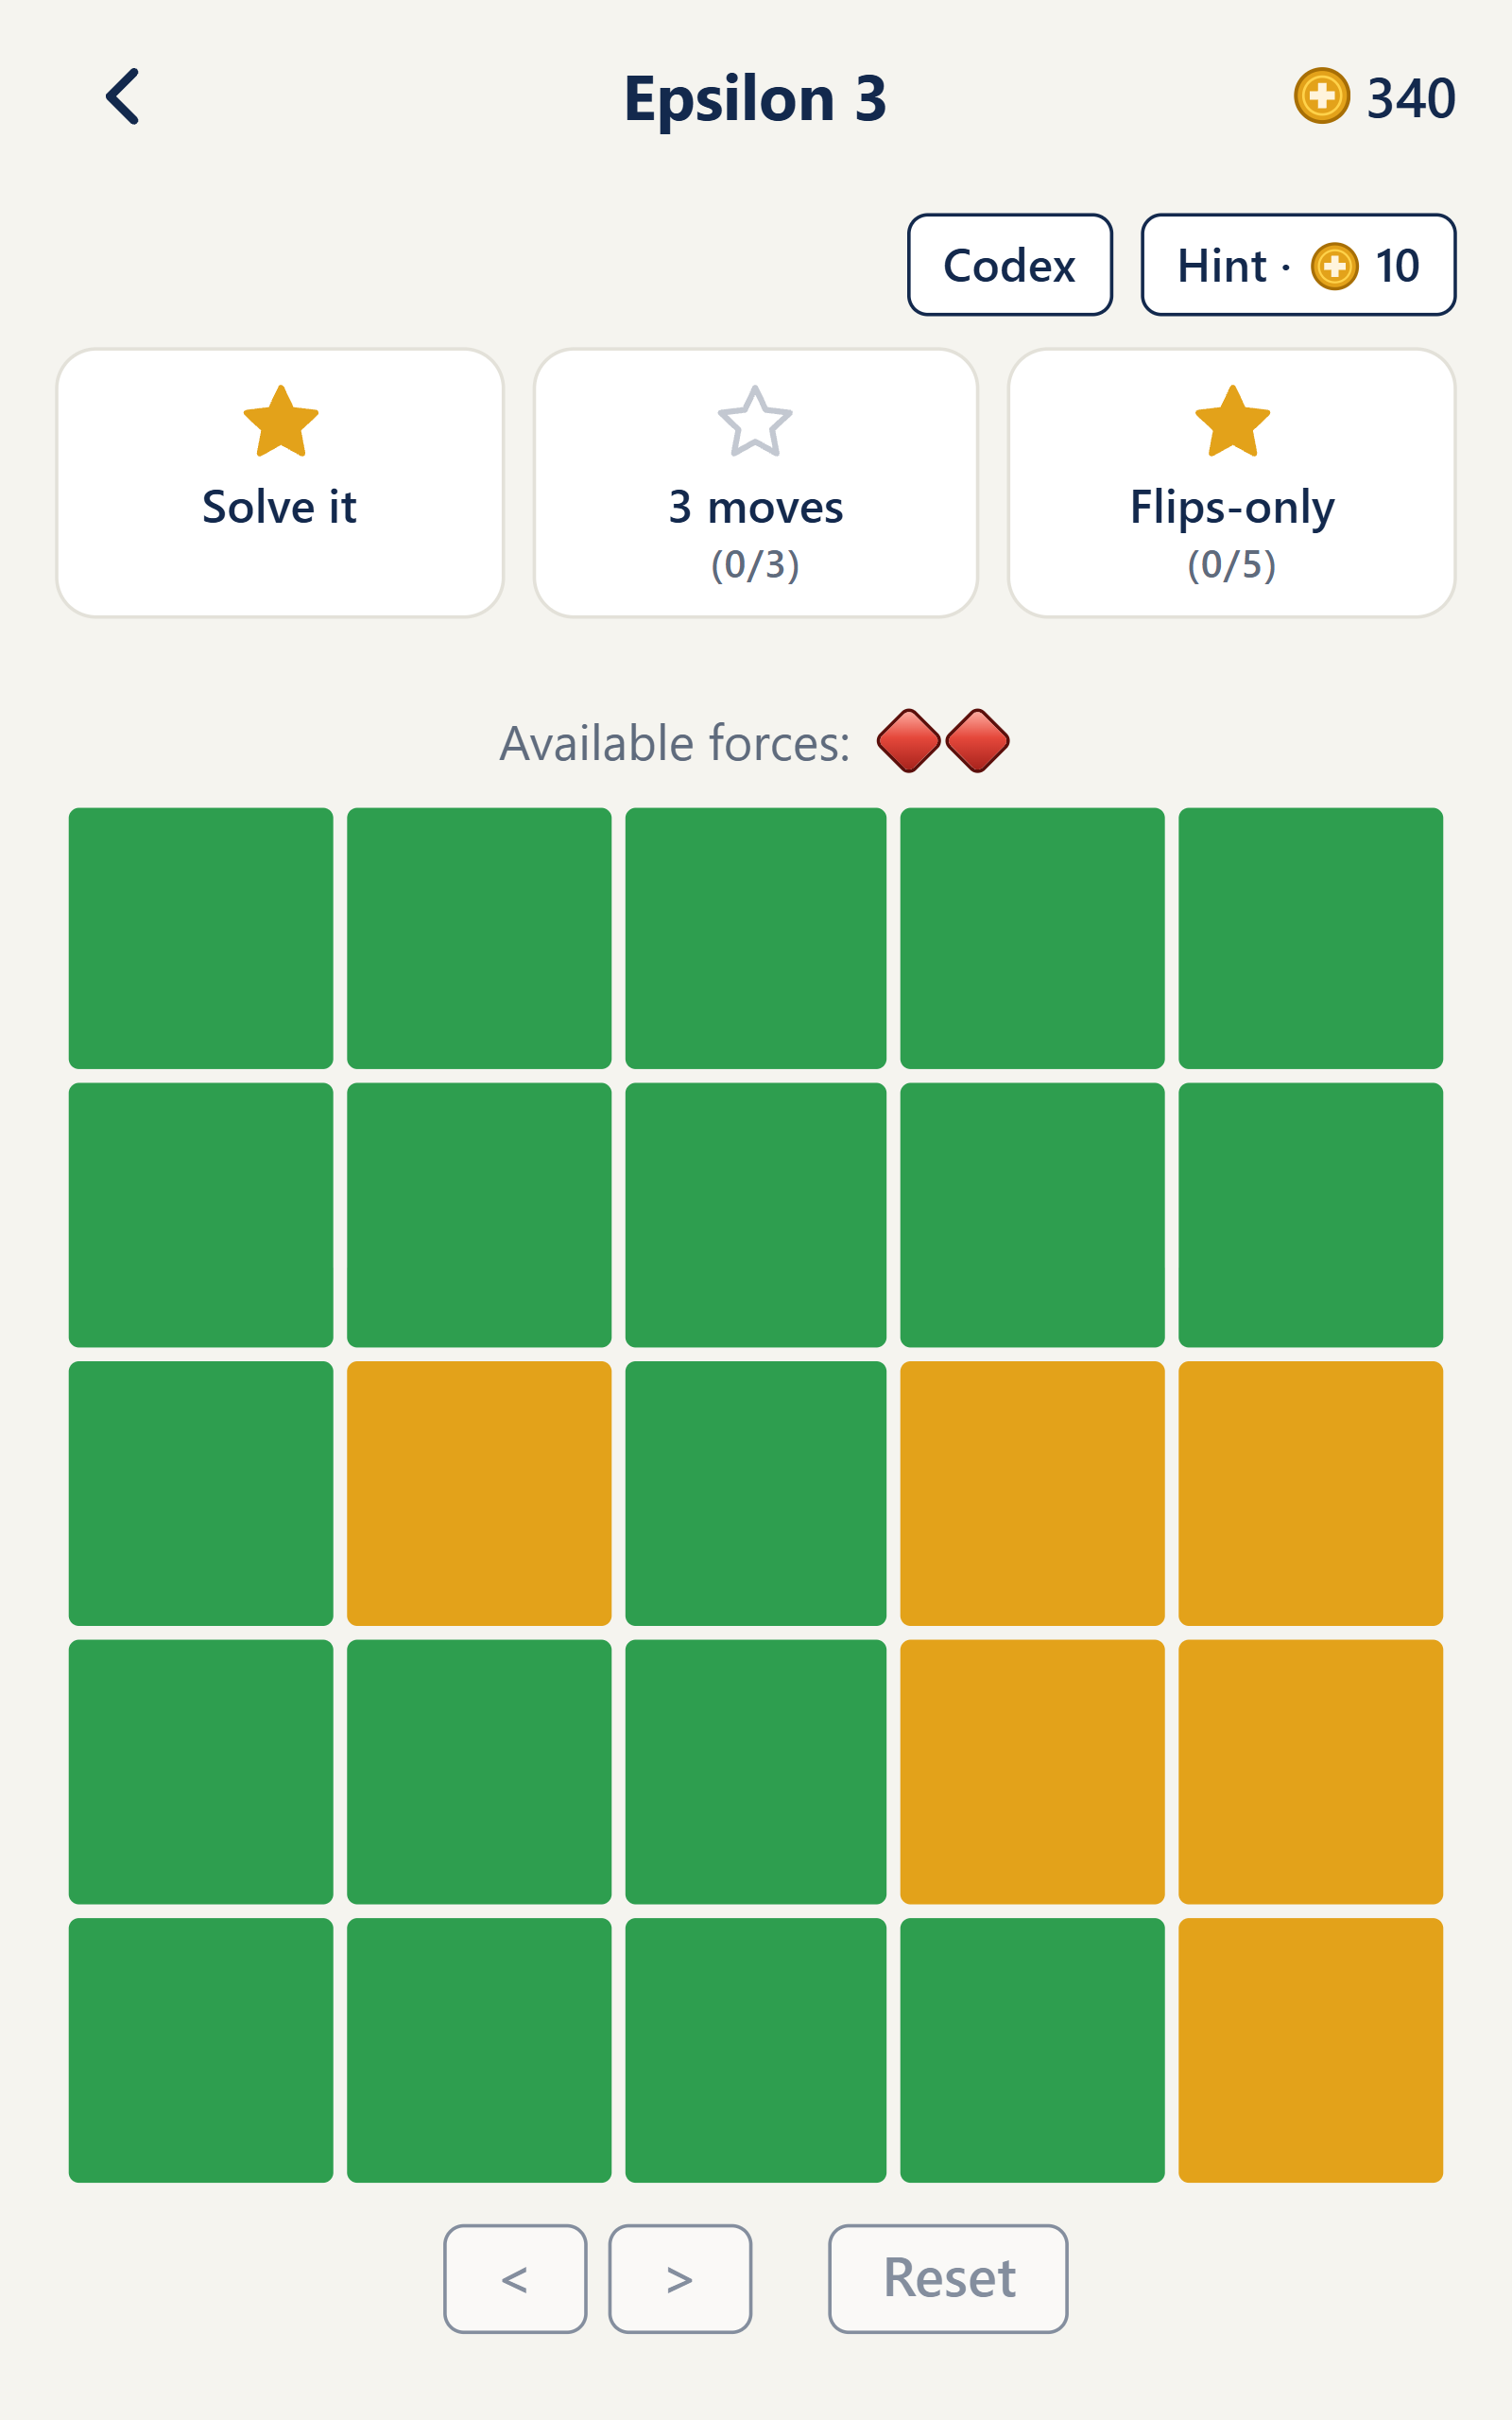 Epsilon 3
340
Codex
Hint · 10
Solve it
3 moves
(0/3)
Flips-only
(0/5)
Available forces:
<
>
Reset